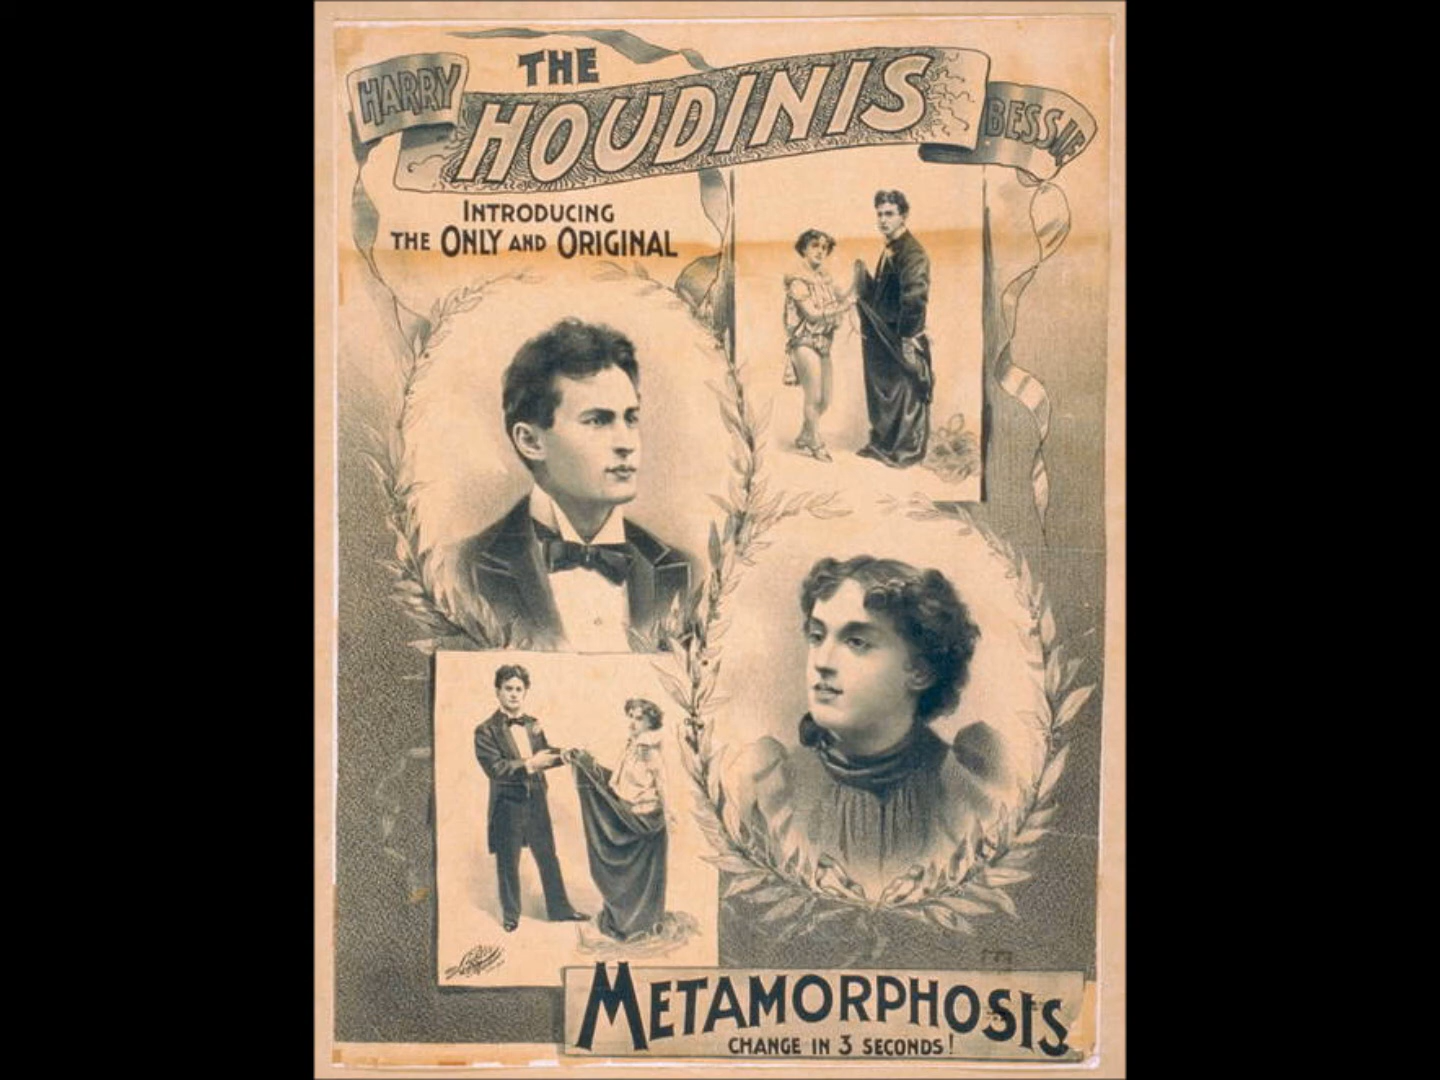 HARRY
THE
HOUDINIS
BESSIE
INTRODUCING
THE ONLY AND ORIGINAL
METAMORPHOSIS
CHANGE IN 3 SECONDS!